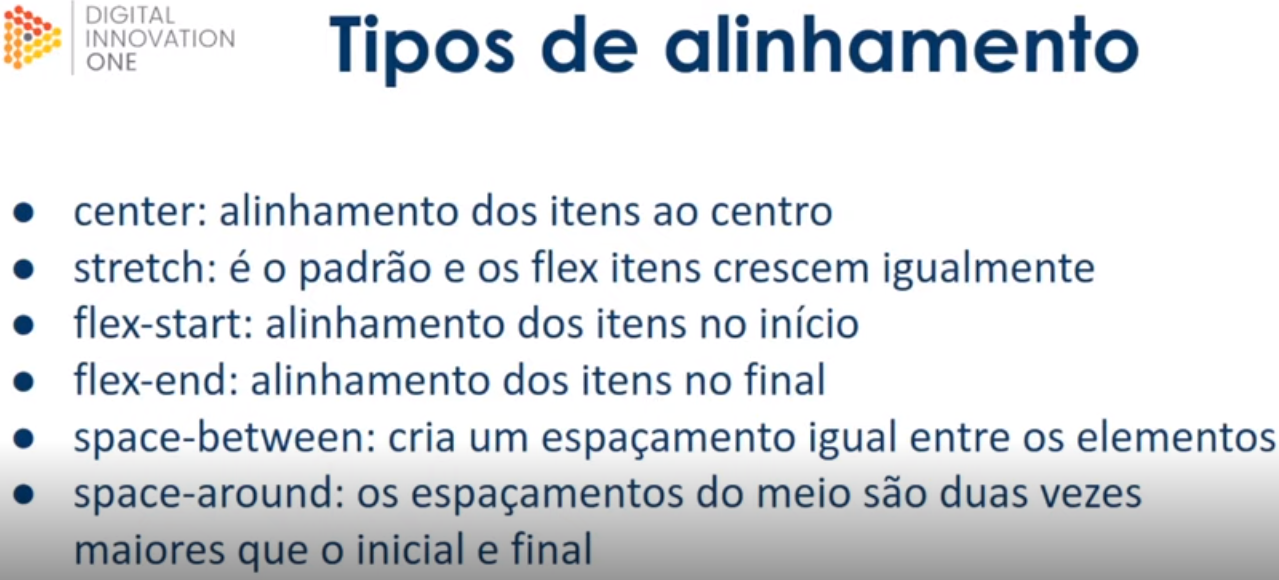 DIGITAL
INNOVATION
ONE
Tipos de alinhamento
● center: alinhamento dos itens ao centro
● stretch: é o padrão e os flex itens crescem igualmente
● flex-start: alinhamento dos itens no início
● flex-end: alinhamento dos itens no final
● space-between: cria um espaçamento igual entre os elementos
● space-around: os espaçamentos do meio são duas vezes
maiores que o inicial e final